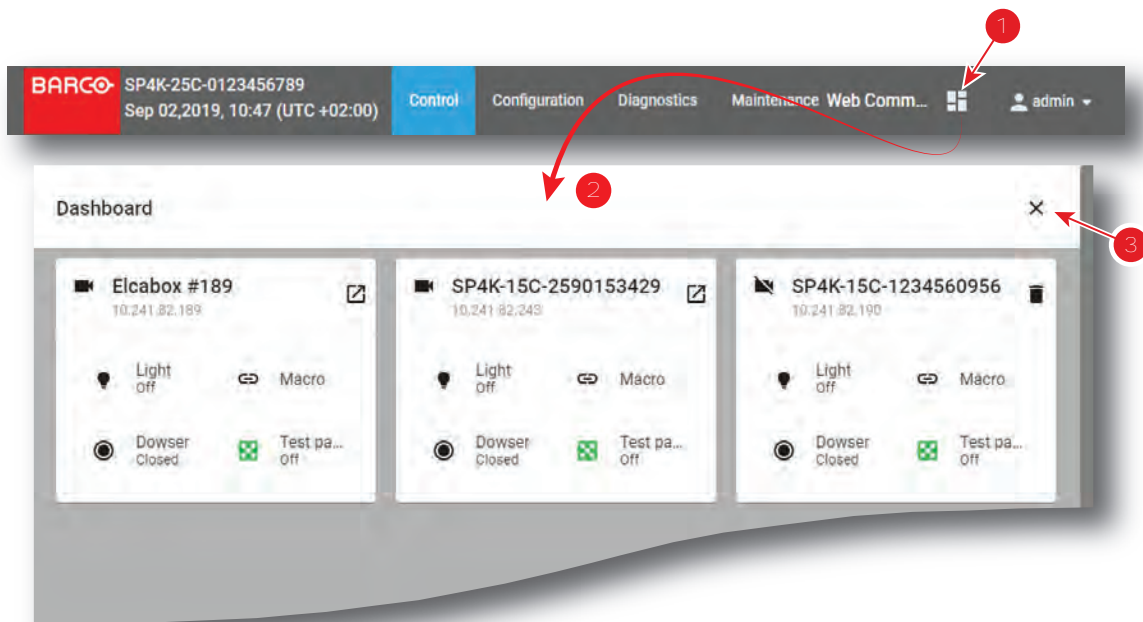 1
BARCO SP4K-25C-0123456789
Sep 02,2019, 10:47 (UTC +02:00)
Control Configuration Diagnostics Maintenance Web Comm... admin
2
Dashboard
3
Elcabox #189
10.241.82.189
Light
Off
Macro
Dowser
Closed
Test pa...
Off
SP4K-15C-2590153429
10.241.82.243
Light
Off
Macro
Dowser
Closed
Test pa...
Off
SP4K-15C-1234560956
10.241.82.190
Light
Off
Macro
Dowser
Closed
Test pa...
Off